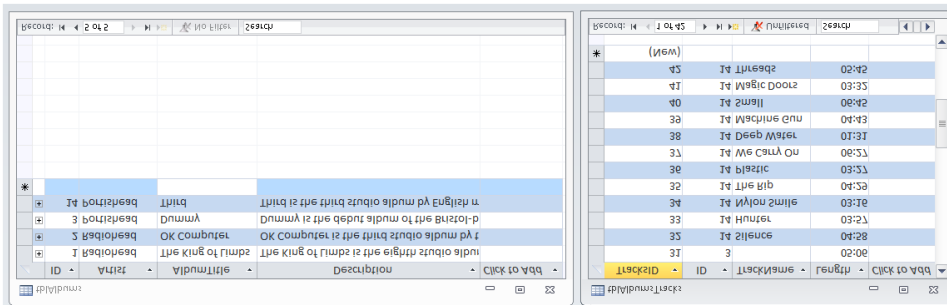 tblAlbums
ID Artist AlbumTitle Description Click to Add
1 Radiohead The King of Limbs The King of Limbs is the eighth studio albur
2 Radiohead OK Computer OK Computer is the third studio album by t
3 Portishead Dummy Dummy is the debut album of the Bristol-b
14 Portishead Third Third is the third studio album by English m
Record: 5 of 5 No Filter Search
tblAlbumsTracks
TracksID ID TrackName Length Click to Add
31 3 05:06
32 14 Silence 04:58
33 14 Hunter 03:57
34 14 Nylon Smile 03:16
35 14 The Rip 04:29
36 14 Plastic 03:27
37 14 We Carry On 06:27
38 14 Deep Water 01:31
39 14 Machine Gun 04:43
40 14 Small 06:45
41 14 Magic Doors 03:32
42 14 Threads 05:45
(New)
Record: 1 of 42 Unfiltered Search